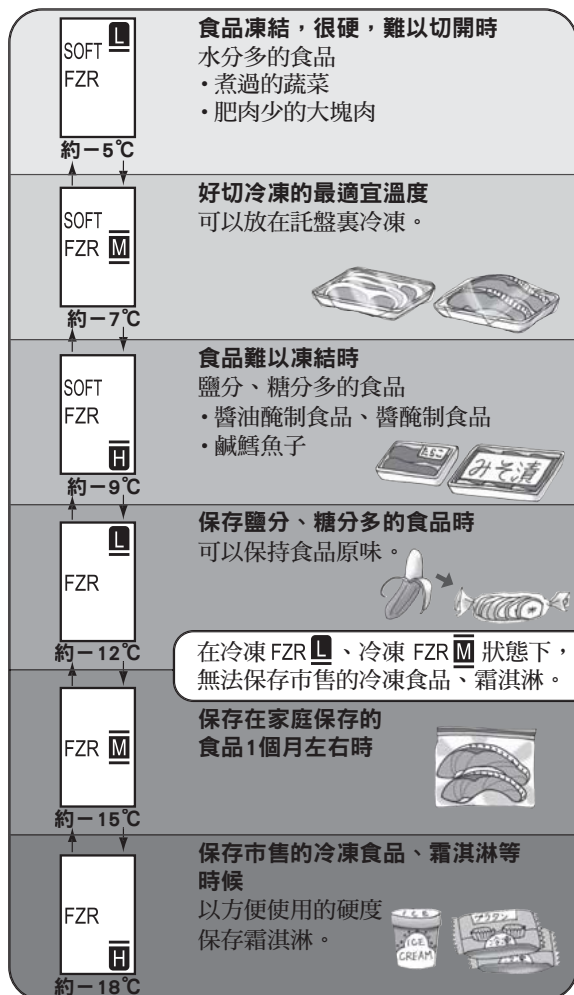 SOFT L
FZR
約－5℃
食品凍結，很硬，難以切開時
水分多的食品
・煮過的蔬菜
・肥肉少的大塊肉
SOFT
FZR M
約－7℃
好切冷凍的最適宜溫度
可以放在託盤裏冷凍。
SOFT
FZR
H
約－9℃
食品難以凍結時
鹽分、糖分多的食品
・醬油醃制食品、醬醃制食品
・鹹鱈魚子
たらこ
みそ漬
L
FZR
約－12℃
保存鹽分、糖分多的食品時
可以保持食品原味。
在冷凍 FZR L 、冷凍 FZR M 狀態下，
無法保存市售的冷凍食品、霜淇淋。
FZR M
約－15℃
保存在家庭保存的
食品1個月左右時
FZR
H
約－18℃
保存市售的冷凍食品、霜淇淋等
時候
以方便使用的硬度
保存霜淇淋。
ICE
ICE
CREAM
グラタン